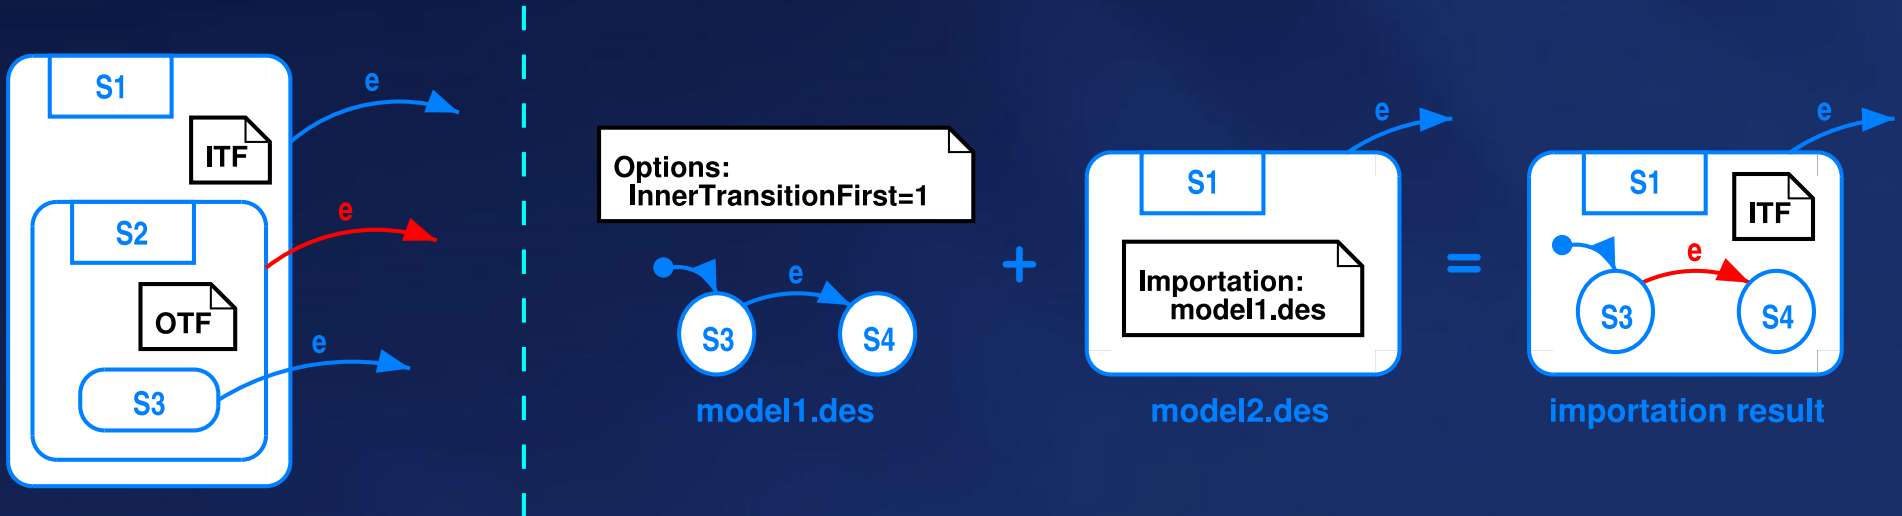 S1
e
ITF
S2
e
OTF
e
S3
Options:
InnerTransitionFirst=1
e
S3
S4
model1.des
+
e
S1
Importation:
model1.des
model2.des
=
e
S1
ITF
e
S3
S4
importation result